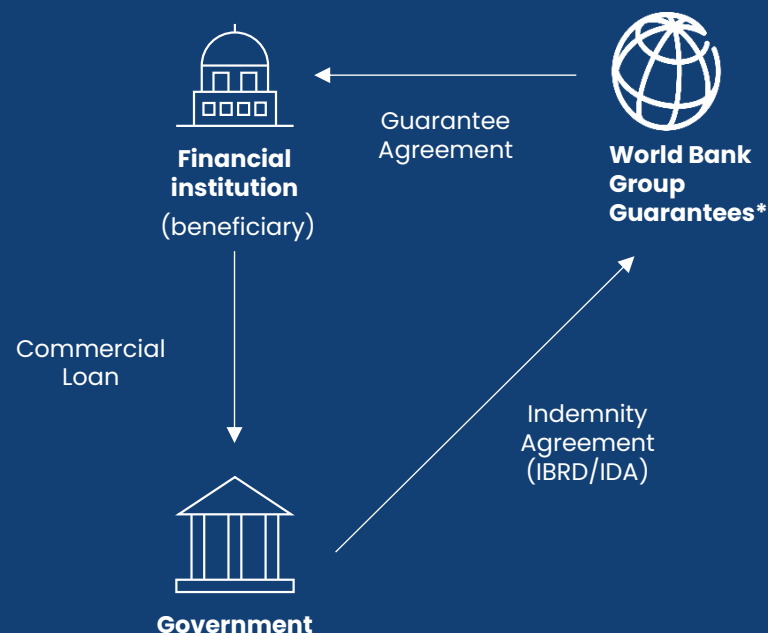 Guarantee
Agreement
Financial
institution
(beneficiary)
World Bank
Group
Guarantees*
Commercial
Loan
Indemnity
Agreement
(IBRD/IDA)
Government